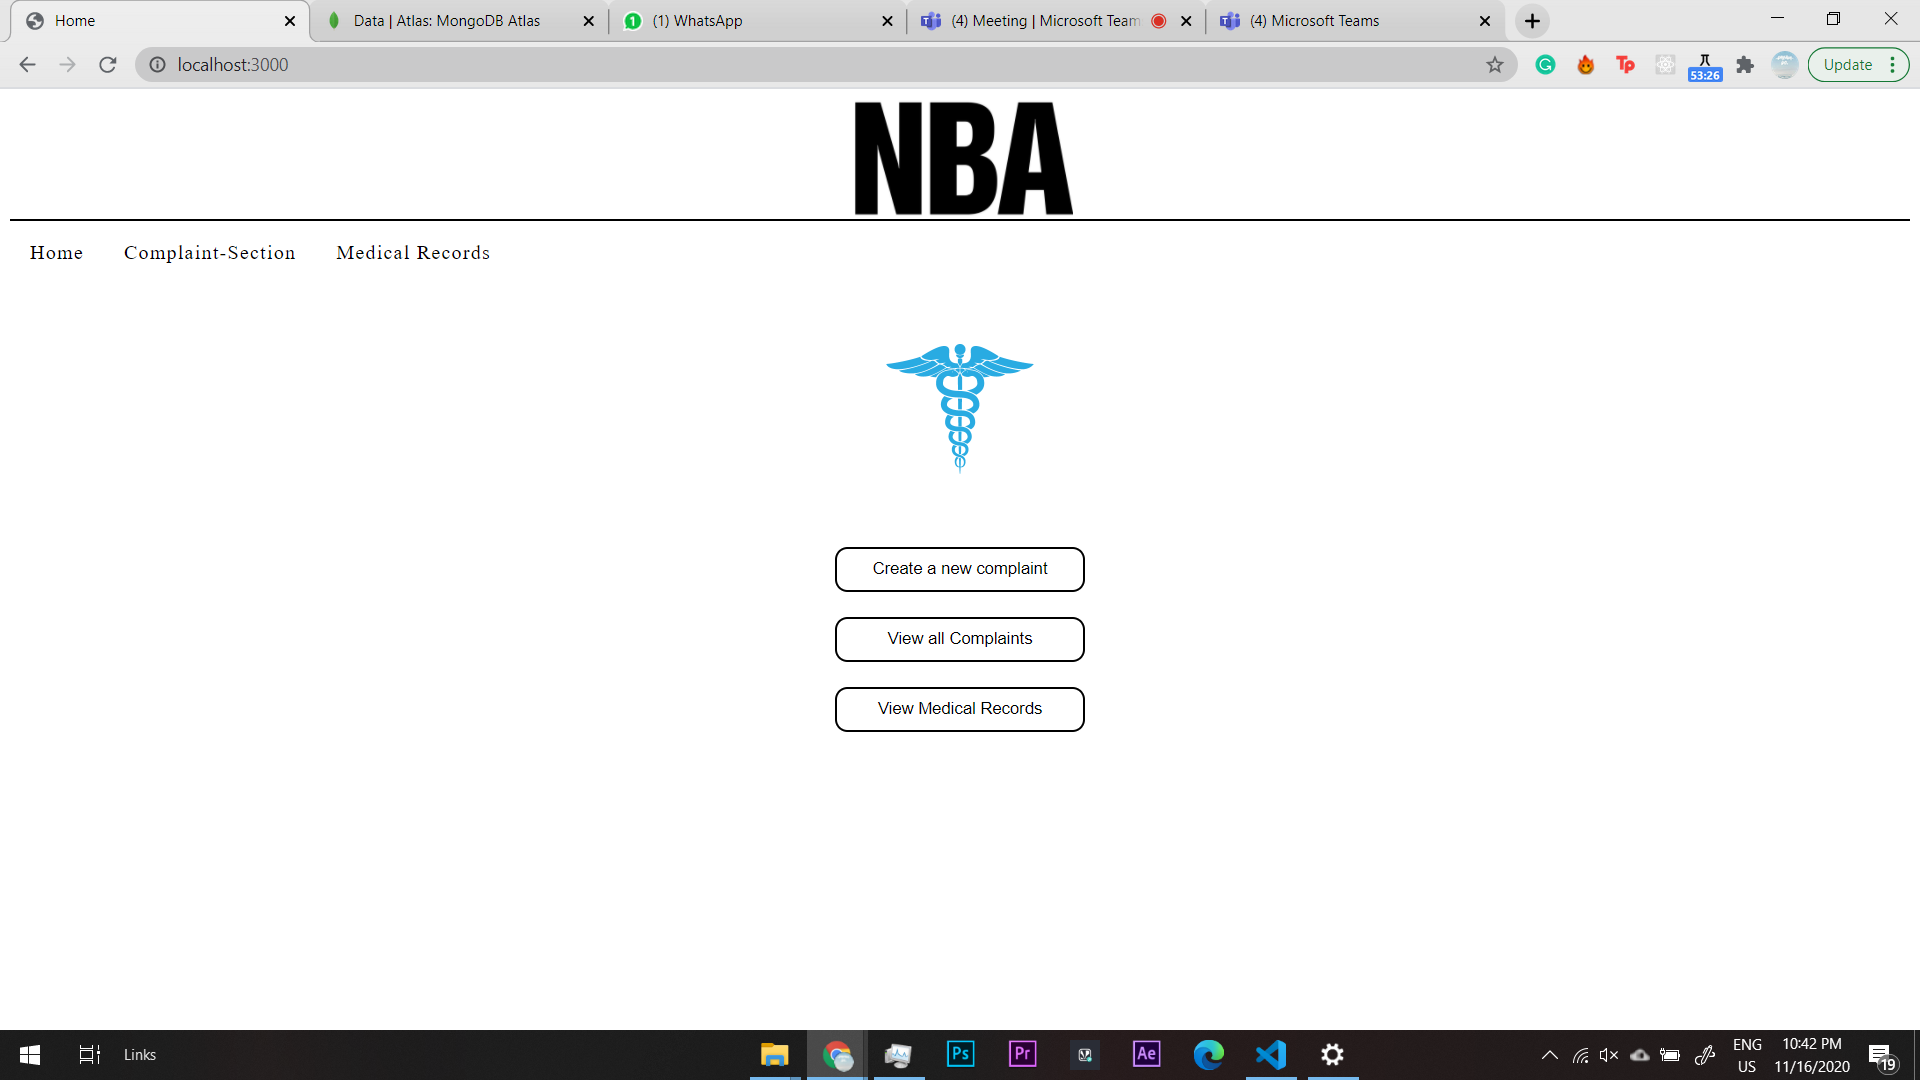 Home
Data | Atlas: MongoDB Atlas
1
(1) WhatsApp
(4) Meeting | Microsoft Team
(4) Microsoft Teams
localhost:3000
Tp
53:26
Update
NBA
Home Complaint-Section Medical Records
Create a new complaint
View all Complaints
View Medical Records
Links
Ps
Pr
Ae
ENG
US
10:42 PM
11/16/2020
19